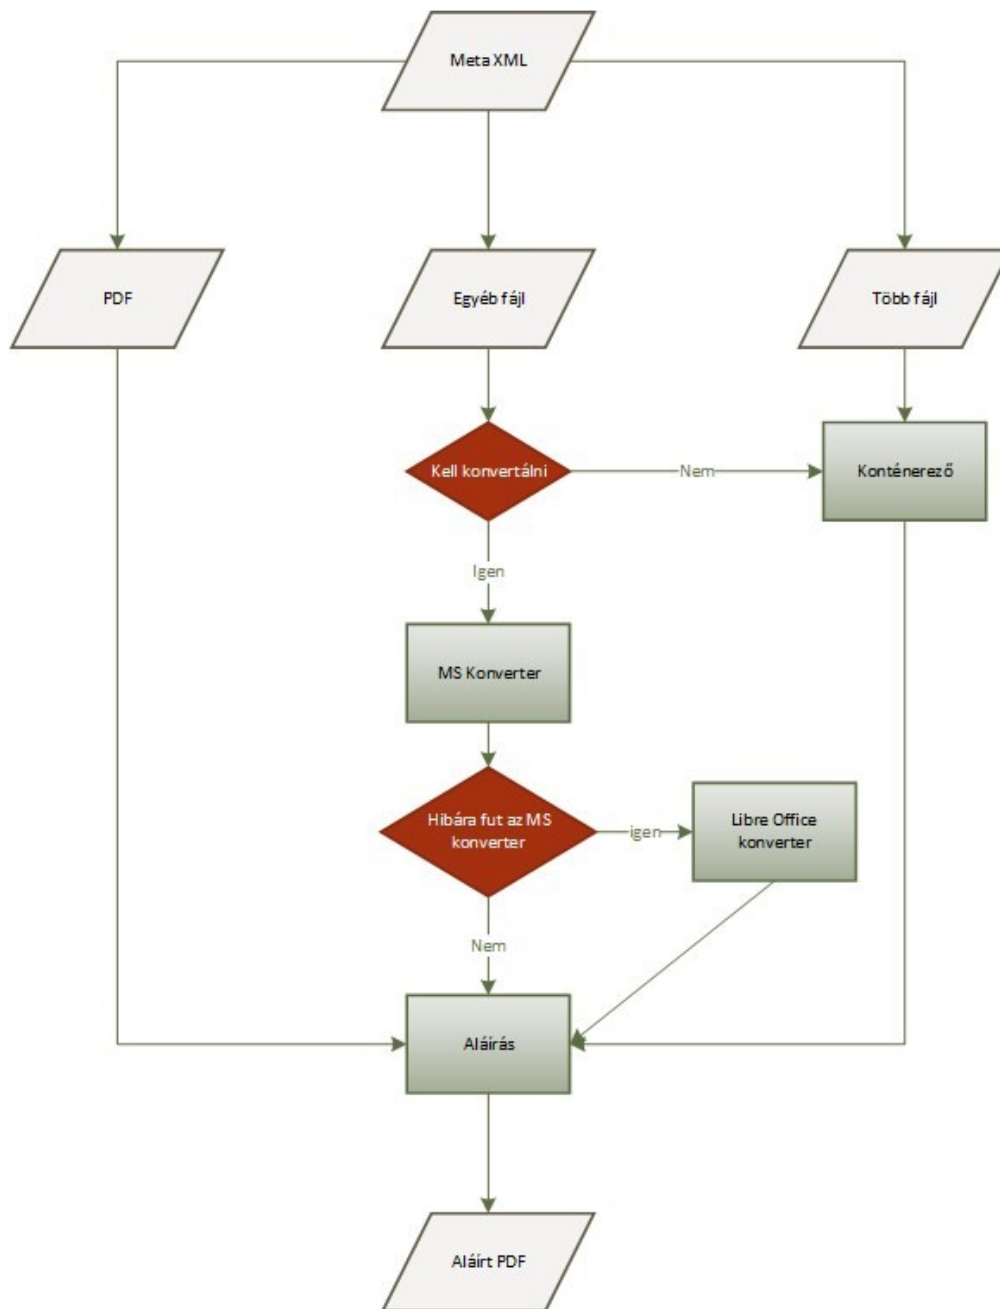 Meta XML
PDF
Egyéb fájl
Több fájl
Kell konvertálni
Nem
Konténerező
Igen
MS Konverter
Hibára fut az MS
konverter
igen
Libre Office
konverter
Nem
Aláírás
Aláírt PDF